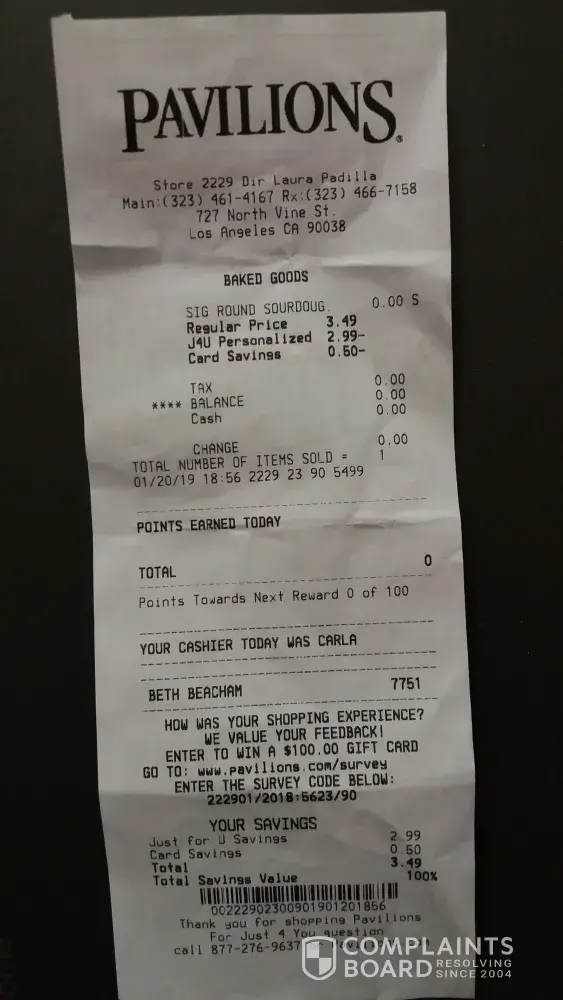 PAVILIONS®
Store 2229 Dir Laura Padilla
Main:(323) 461-4167 Rx:(323) 466-7158
727 North Vine St.
Los Angeles CA 90038
BAKED GOODS
SIG ROUND SOURDOUG. 0.00 S
Regular Price 3.49
J4U Personalized 2.99-
Card Savings 0.50-
TAX 0.00
**** BALANCE 0.00
Cash 0.00
CHANGE 0.00
TOTAL NUMBER OF ITEMS SOLD = 1
01/20/19 18:56 2229 23 90 5499
POINTS EARNED TODAY
TOTAL 0
Points Towards Next Reward 0 of 100
YOUR CASHIER TODAY WAS CARLA
BETH BEACHAM 7751
HOW WAS YOUR SHOPPING EXPERIENCE?
WE VALUE YOUR FEEDBACK!
ENTER TO WIN A $100.00 GIFT CARD
GO TO: www.pavilions.com/survey
ENTER THE SURVEY CODE BELOW:
222901/2018:5623/90
YOUR SAVINGS
Just for U Savings 2.99
Card Savings 0.50
Total 3.49
Total Savings Value 100%
00222902300901901201856
Thank you for shopping Pavilions
For Just 4 You question
call 877-276-9637
COMPLAINTS
BOARD RESOLVING
SINCE 2004